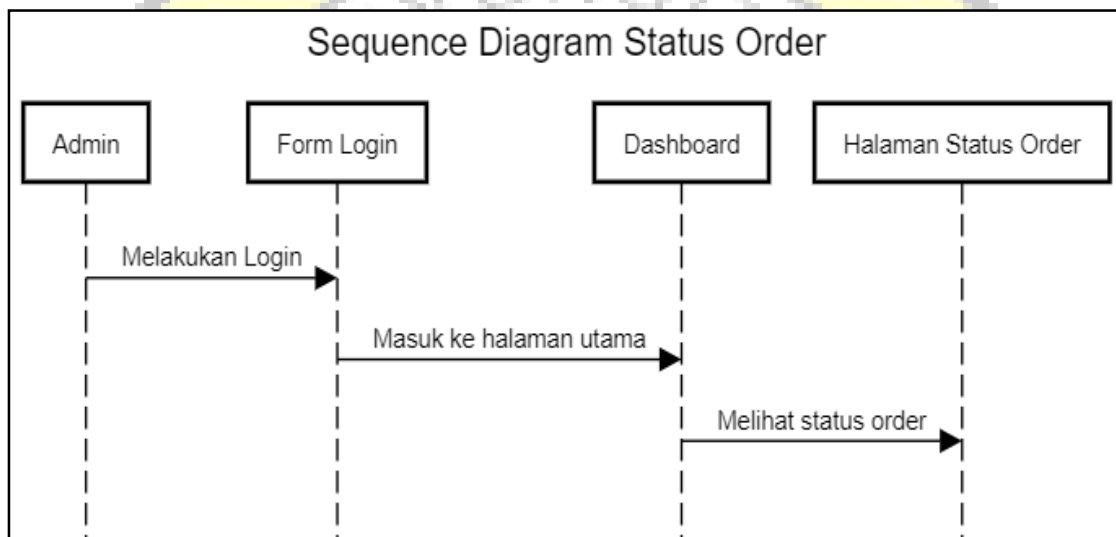 Sequence Diagram Status Order
Admin
Form Login
Dashboard
Halaman Status Order
Melakukan Login
Masuk ke halaman utama
Melihat status order